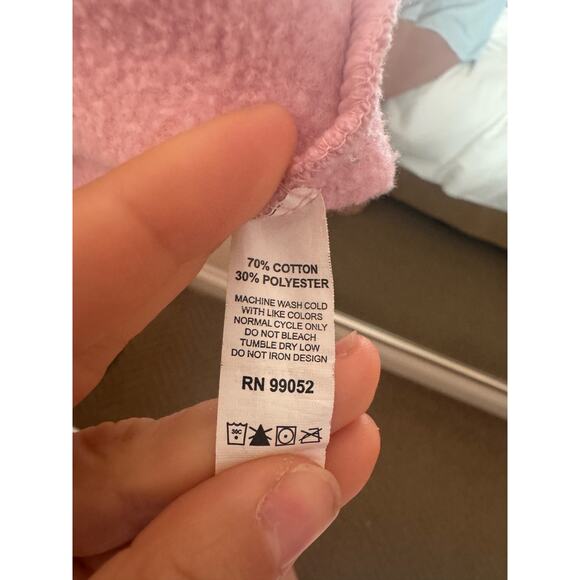 70% COTTON
30% POLYESTER
MACHINE WASH COLD
WITH LIKE COLORS
NORMAL CYCLE ONLY
DO NOT BLEACH
TUMBLE DRY LOW
DO NOT IRON DESIGN
RN 99052
30C